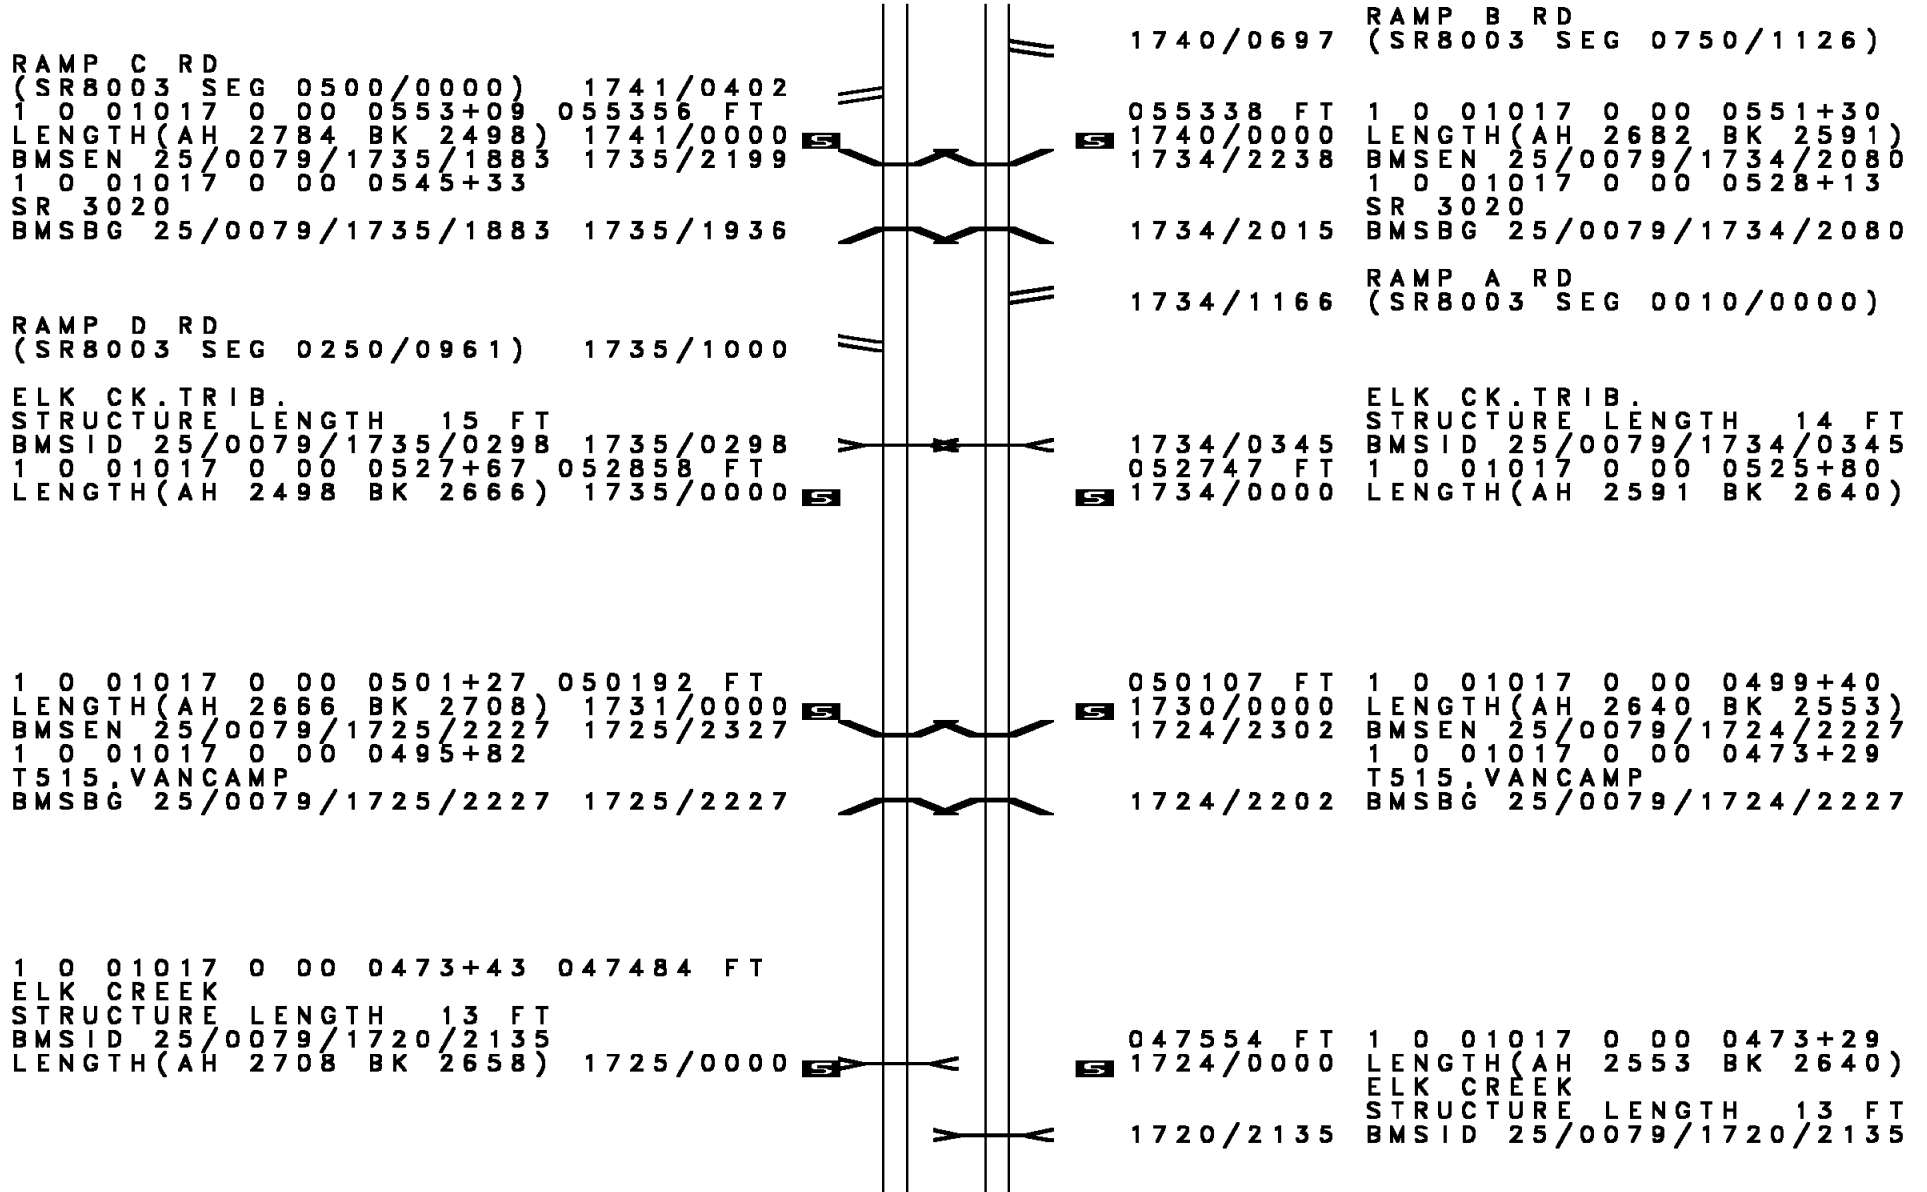 RAMP C RD
(SR8003 SEG 0500/0000) 1741/0402
1 0 01017 0 00 0553+09 055356 FT
LENGTH(AH 2784 BK 2498) 1741/0000 S
BMSEN 25/0079/1735/1883 1735/2199
1 0 01017 0 00 0545+33
SR 3020
BMSBG 25/0079/1735/1883 1735/1936
RAMP D RD
(SR8003 SEG 0250/0961) 1735/1000
ELK CK.TRIB.
STRUCTURE LENGTH 15 FT
BMSID 25/0079/1735/0298 1735/0298
1 0 01017 0 00 0527+67 052858 FT
LENGTH(AH 2498 BK 2666) 1735/0000 S
1 0 01017 0 00 0501+27 050192 FT
LENGTH(AH 2666 BK 2708) 1731/0000 S
BMSEN 25/0079/1725/2227 1725/2327
1 0 01017 0 00 0495+82
T515,VANCAMP
BMSBG 25/0079/1725/2227 1725/2227
1 0 01017 0 00 0473+43 047484 FT
ELK CREEK
STRUCTURE LENGTH 13 FT
BMSID 25/0079/1720/2135
LENGTH(AH 2708 BK 2658) 1725/0000 S
RAMP B RD
1740/0697 (SR8003 SEG 0750/1126)
055338 FT 1 0 01017 0 00 0551+30
S 1740/0000 LENGTH(AH 2682 BK 2591)
1734/2238 BMSEN 25/0079/1734/2080
1 0 01017 0 00 0528+13
SR 3020
1734/2015 BMSBG 25/0079/1734/2080
RAMP A RD
1734/1166 (SR8003 SEG 0010/0000)
ELK CK.TRIB.
STRUCTURE LENGTH 14 FT
1734/0345 BMSID 25/0079/1734/0345
052747 FT 1 0 01017 0 00 0525+80
S 1734/0000 LENGTH(AH 2591 BK 2640)
050107 FT 1 0 01017 0 00 0499+40
S 1730/0000 LENGTH(AH 2640 BK 2553)
1724/2302 BMSEN 25/0079/1724/2227
1 0 01017 0 00 0473+29
T515,VANCAMP
1724/2202 BMSBG 25/0079/1724/2227
047554 FT 1 0 01017 0 00 0473+29
S 1724/0000 LENGTH(AH 2553 BK 2640)
ELK CREEK
STRUCTURE LENGTH 13 FT
1720/2135 BMSID 25/0079/1720/2135